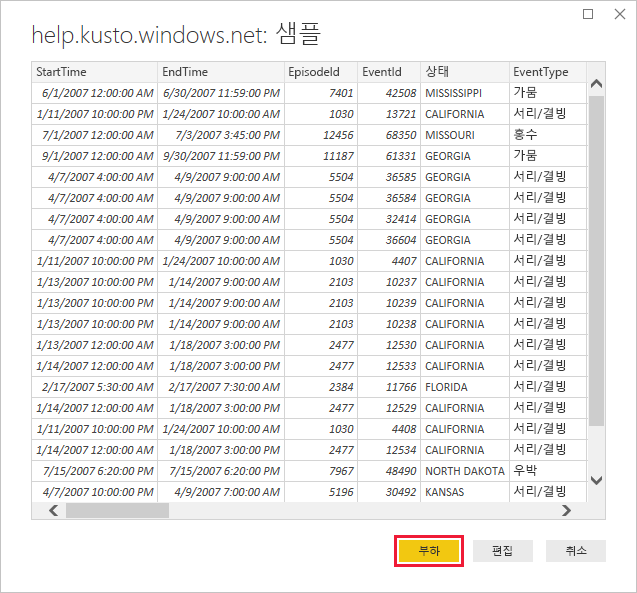 help.kusto.windows.net: 샘플
StartTime EndTime EpisodeId EventId 상태 EventType
6/1/2007 12:00:00 AM 6/30/2007 11:59:00 PM 7401 42508 MISSISSIPPI 가뭄
1/11/2007 10:00:00 PM 1/24/2007 10:00:00 AM 1030 13721 CALIFORNIA 서리/결빙
7/1/2007 12:00:00 AM 7/3/2007 3:45:00 PM 12456 68350 MISSOURI 홍수
9/1/2007 12:00:00 AM 9/30/2007 11:59:00 PM 11187 61331 GEORGIA 가뭄
4/7/2007 4:00:00 AM 4/9/2007 9:00:00 AM 5504 36585 GEORGIA 서리/결빙
4/7/2007 4:00:00 AM 4/9/2007 9:00:00 AM 5504 36584 GEORGIA 서리/결빙
4/7/2007 4:00:00 AM 4/9/2007 9:00:00 AM 5504 32414 GEORGIA 서리/결빙
4/7/2007 4:00:00 AM 4/9/2007 9:00:00 AM 5504 36604 GEORGIA 서리/결빙
1/11/2007 10:00:00 PM 1/24/2007 10:00:00 AM 1030 4407 CALIFORNIA 서리/결빙
1/13/2007 10:00:00 PM 1/14/2007 9:00:00 AM 2103 10237 CALIFORNIA 서리/결빙
1/13/2007 10:00:00 PM 1/14/2007 9:00:00 AM 2103 10239 CALIFORNIA 서리/결빙
1/13/2007 10:00:00 PM 1/14/2007 9:00:00 AM 2103 10238 CALIFORNIA 서리/결빙
1/13/2007 12:00:00 AM 1/18/2007 3:00:00 PM 2477 12530 CALIFORNIA 서리/결빙
1/14/2007 12:00:00 AM 1/18/2007 3:00:00 PM 2477 12533 CALIFORNIA 서리/결빙
2/17/2007 5:30:00 AM 2/17/2007 7:30:00 AM 2384 11766 FLORIDA 서리/결빙
1/14/2007 12:00:00 AM 1/18/2007 3:00:00 PM 2477 12529 CALIFORNIA 서리/결빙
1/11/2007 10:00:00 PM 1/24/2007 10:00:00 AM 1030 4408 CALIFORNIA 서리/결빙
1/14/2007 12:00:00 AM 1/18/2007 3:00:00 PM 2477 12534 CALIFORNIA 서리/결빙
7/15/2007 6:20:00 PM 7/15/2007 6:20:00 PM 7967 48490 NORTH DAKOTA 우박
4/7/2007 10:00:00 PM 4/9/2007 7:00:00 AM 5196 30492 KANSAS 서리/결빙
부하 편집 취소